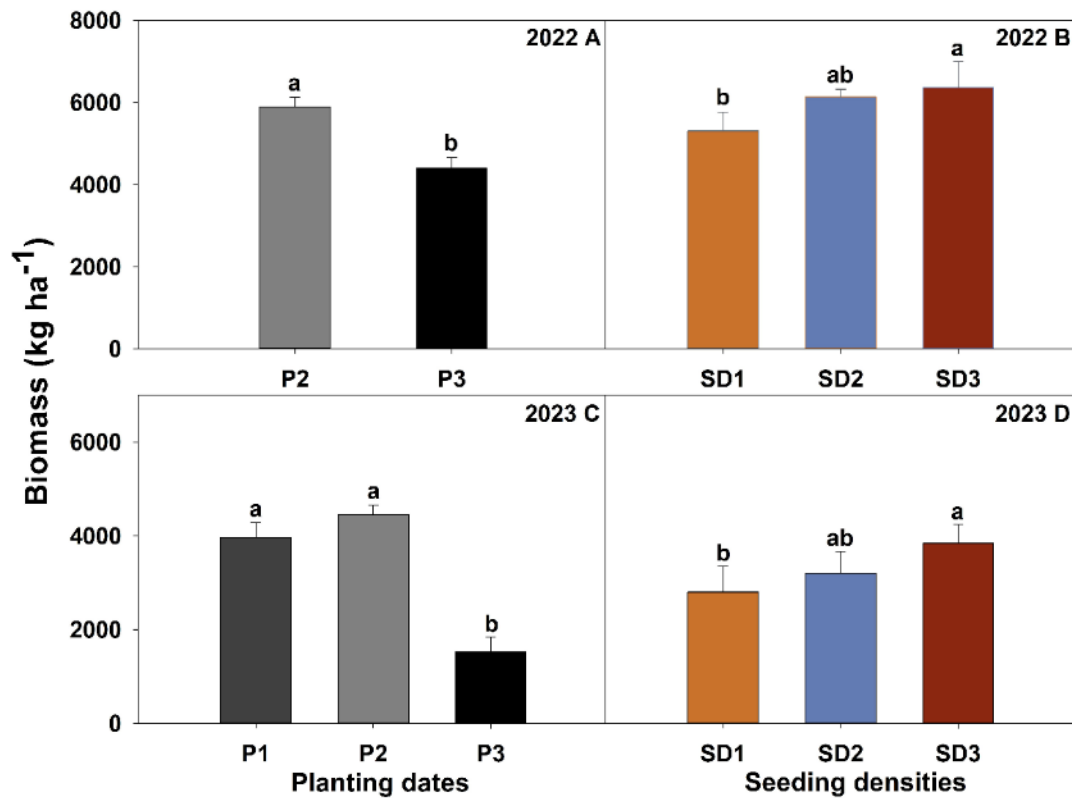 Biomass (kg ha⁻¹)
8000
6000
4000
2000
0
2022 A
a
b
P2
P3
2022 B
b
ab
a
SD1
SD2
SD3
6000
4000
2000
0
2023 C
a
a
b
P1
P2
P3
Planting dates
2023 D
b
ab
a
SD1
SD2
SD3
Seeding densities